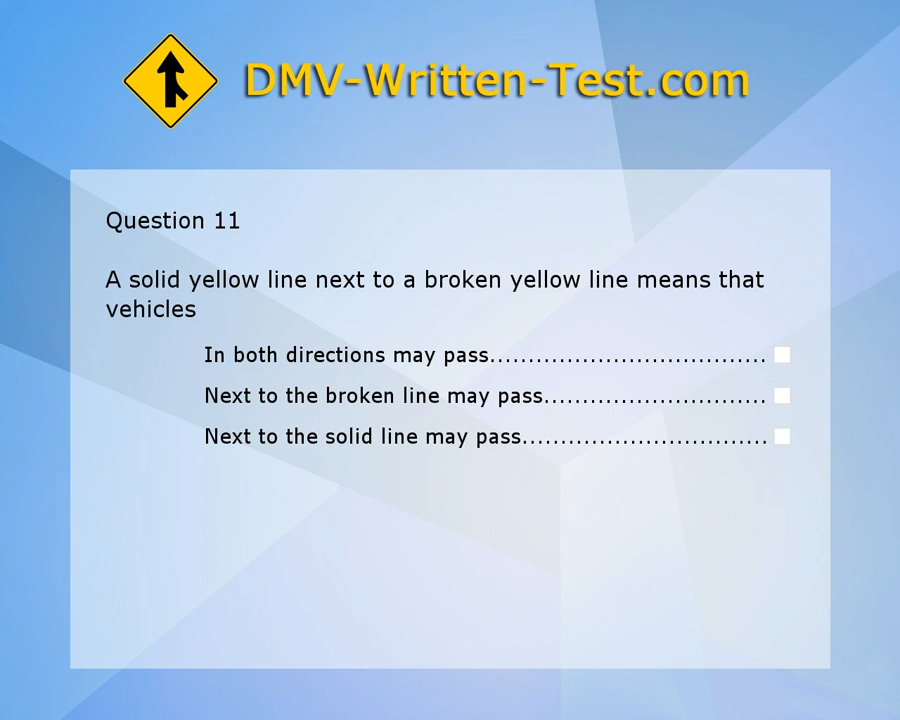 DMV-Written-Test.com
Question 11
A solid yellow line next to a broken yellow line means that
vehicles
In both directions may pass....................................
Next to the broken line may pass.............................
Next to the solid line may pass................................